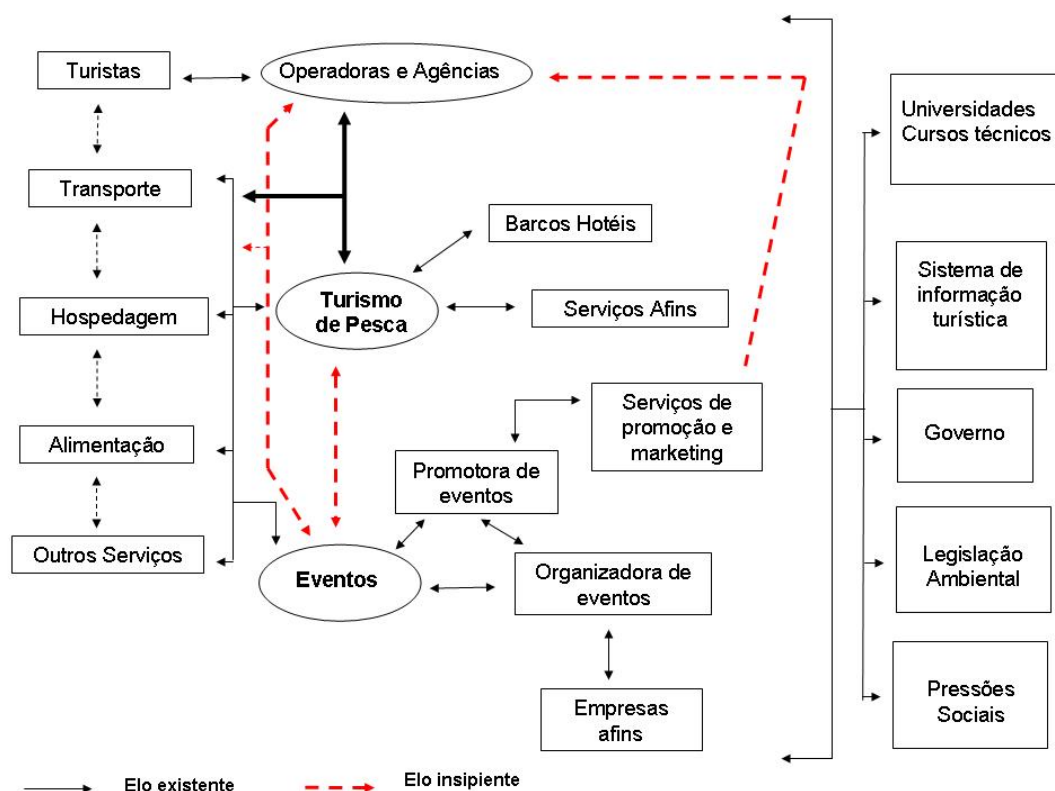 Turistas
Operadoras e Agências
Universidades
Cursos técnicos
Transporte
Barcos Hotéis
Sistema de
informação
turística
Hospedagem
Turismo
de Pesca
Serviços Afins
Serviços de
promoção e
marketing
Governo
Alimentação
Promotora de
eventos
Outros Serviços
Eventos
Organizadora de
eventos
Legislação
Ambiental
Empresas
afins
Pressões
Sociais
Elo existente
Elo insipiente